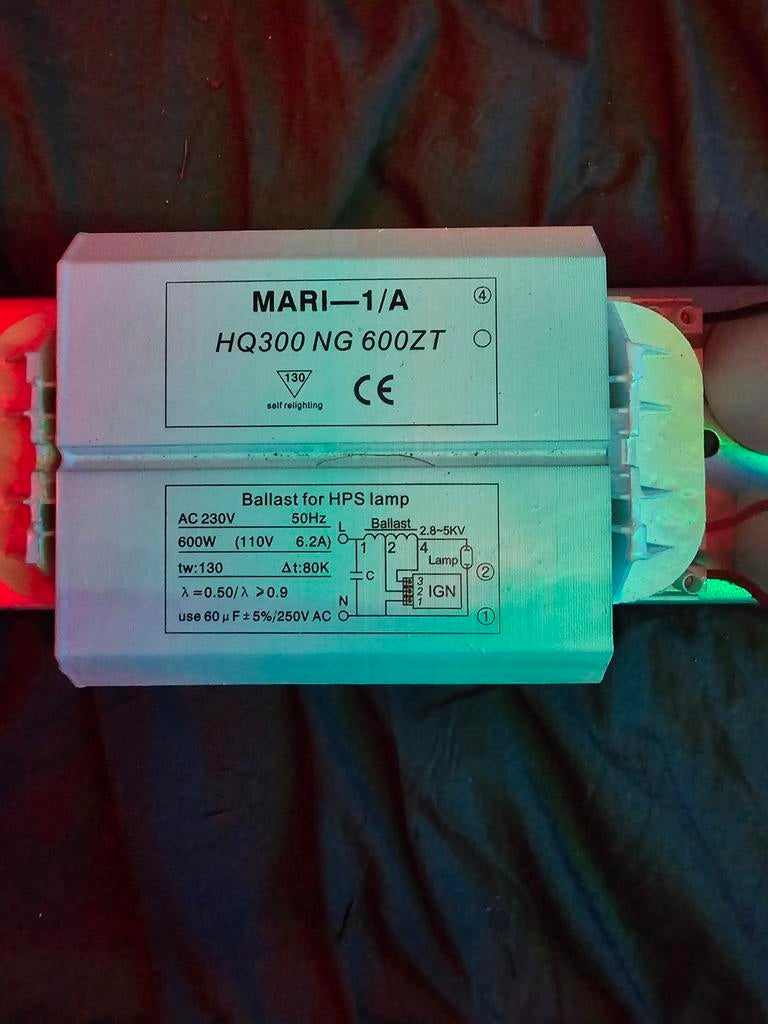 MARI—1/A ④
HQ300 NG 600ZT
130
self relighting
CE
Ballast for HPS lamp
AC 230V 50Hz
600W (110V 6.2A)
tw:130 Δt:80K
λ=0.50/λ ⩾0.9
use 60μF±5%/250V AC
L
Ballast
2.8~5KV
1 2 4
Lamp
C
3
2 IGN ②
1
N
①